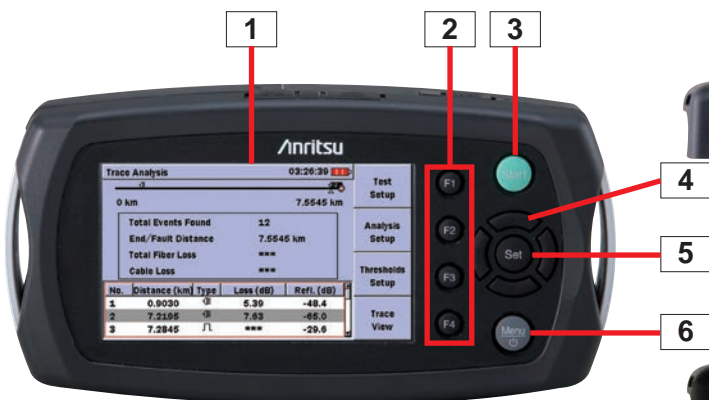 1
2
3
Anritsu
Trace Analysis 03:26:39
0 km 7.5545 km
Total Events Found 12
End/Fault Distance 7.5545 km
Total Fiber Loss ***
Cable Loss ***
No. Distance (km) Type Loss (dB) Refl. (dB)
1 0.9030 5.39 -48.4
2 7.2195 7.63 -65.0
3 7.2845 *** -29.6
Test
Setup
Analysis
Setup
Thresholds
Setup
Trace
View
F1
F2
F3
F4
Start
Set
Menu
4
5
6